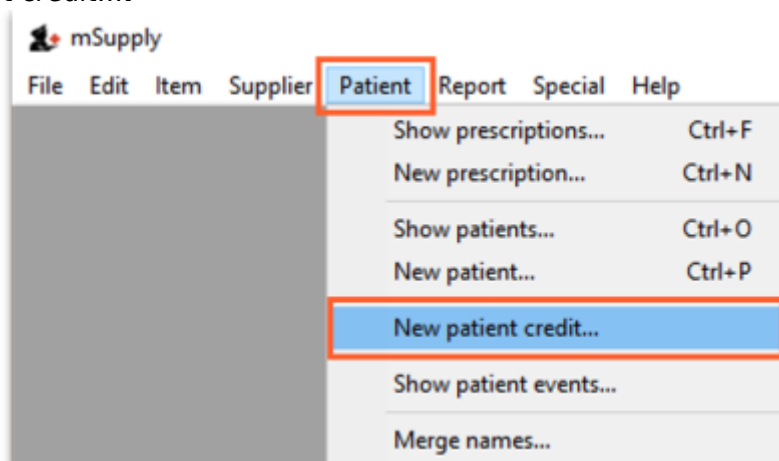 mSupply
File Edit Item Supplier Patient Report Special Help
Show prescriptions... Ctrl+F
New prescription... Ctrl+N
Show patients... Ctrl+O
New patient... Ctrl+P
New patient credit...
Show patient events...
Merge names...